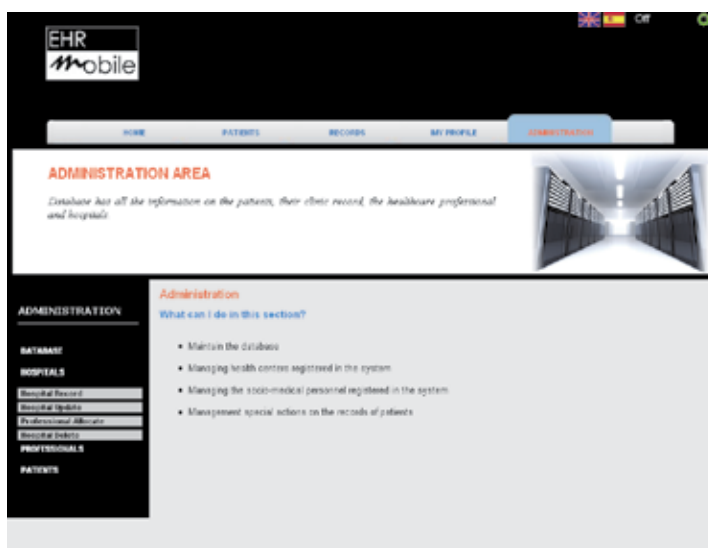 Off
EHR
mobile
HOME PATIENTS RECORDS MY PROFILE ADMINISTRATION
ADMINISTRATION AREA
Database has all the information on the patients, their clinic record, the healthcare professional
and hospitals
ADMINISTRATION
DATABASE
HOSPITALS
Hospital Record
Hospital Update
Professional Allocate
Hospital Delete
PROFESSIONALS
PATIENTS
Administration
What can I do in this section?
• Maintain the database
• Managing health centers registered in the system
• Managing the socio-medical personnel registered in the system
• Management special actions on the records of patients